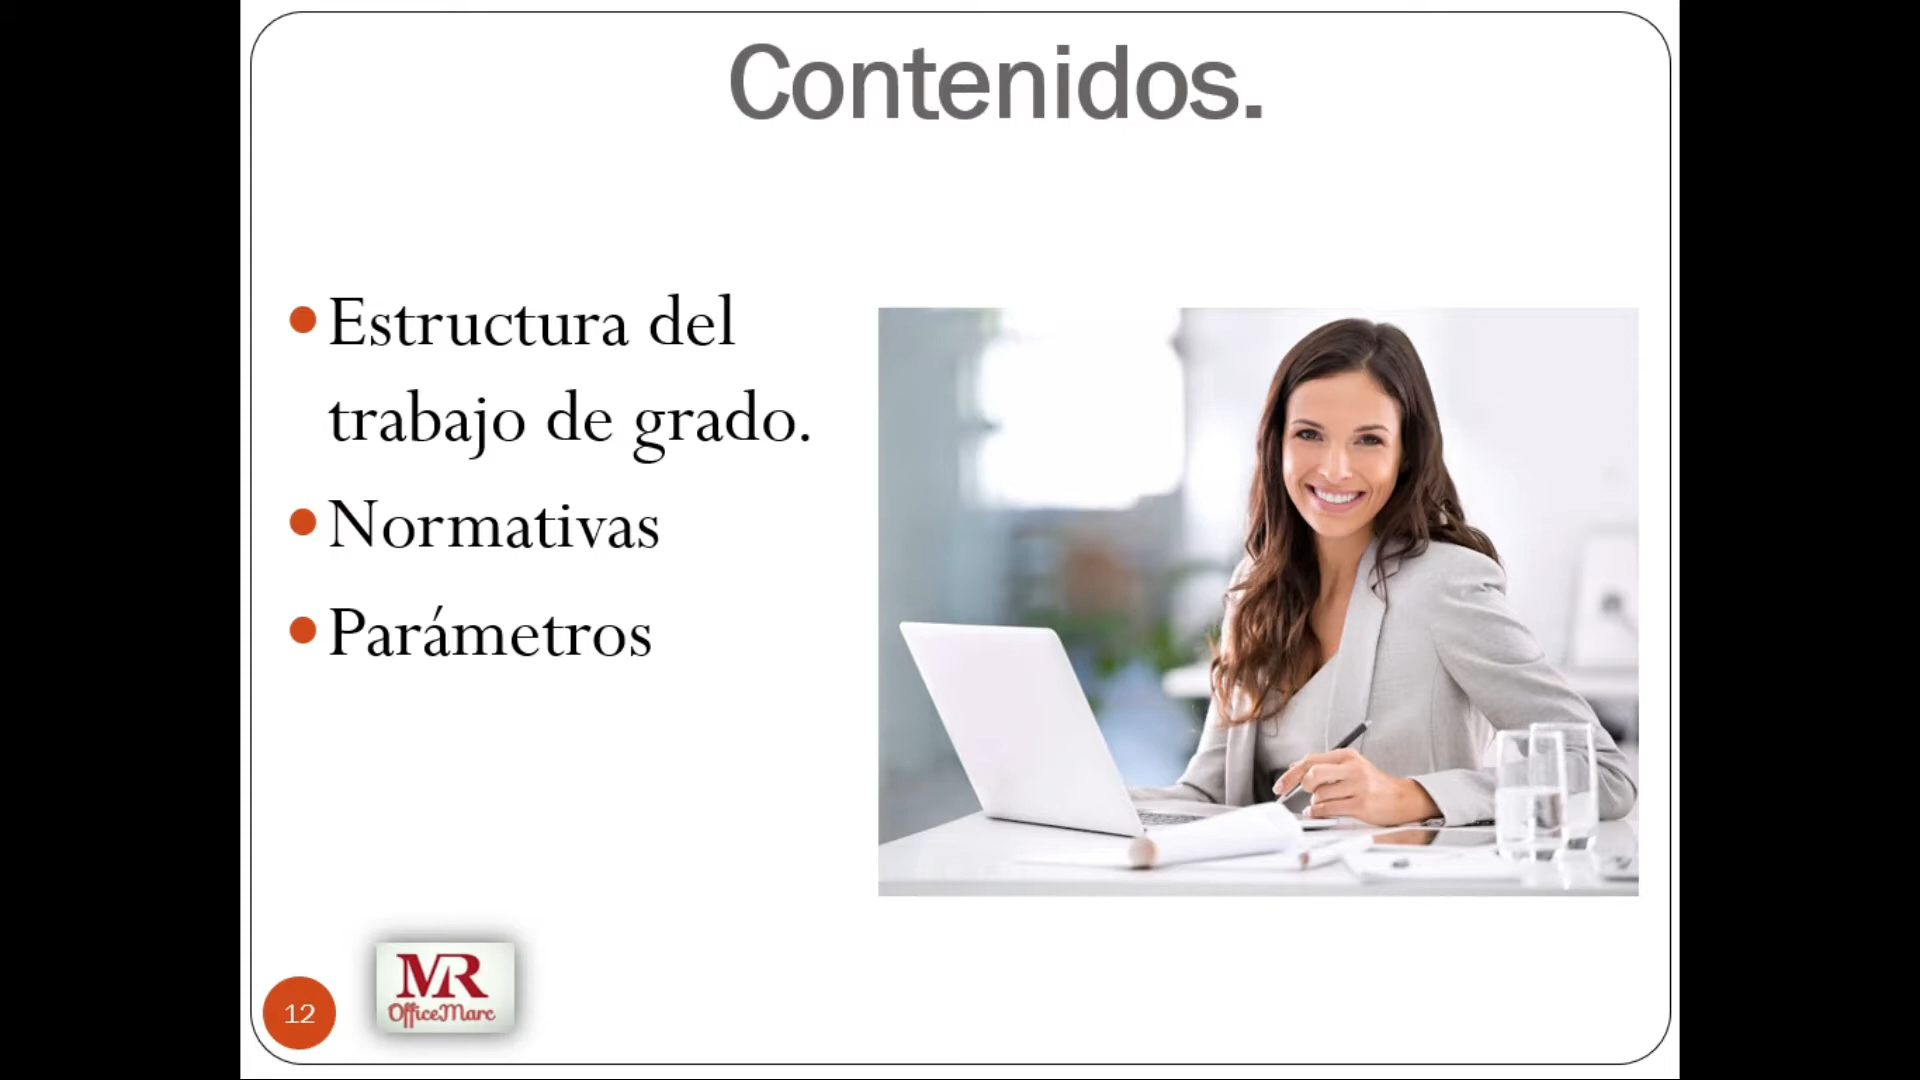 Contenidos.
• Estructura del
trabajo de grado.
• Normativas
• Parámetros
12
MR
OfficeMarc